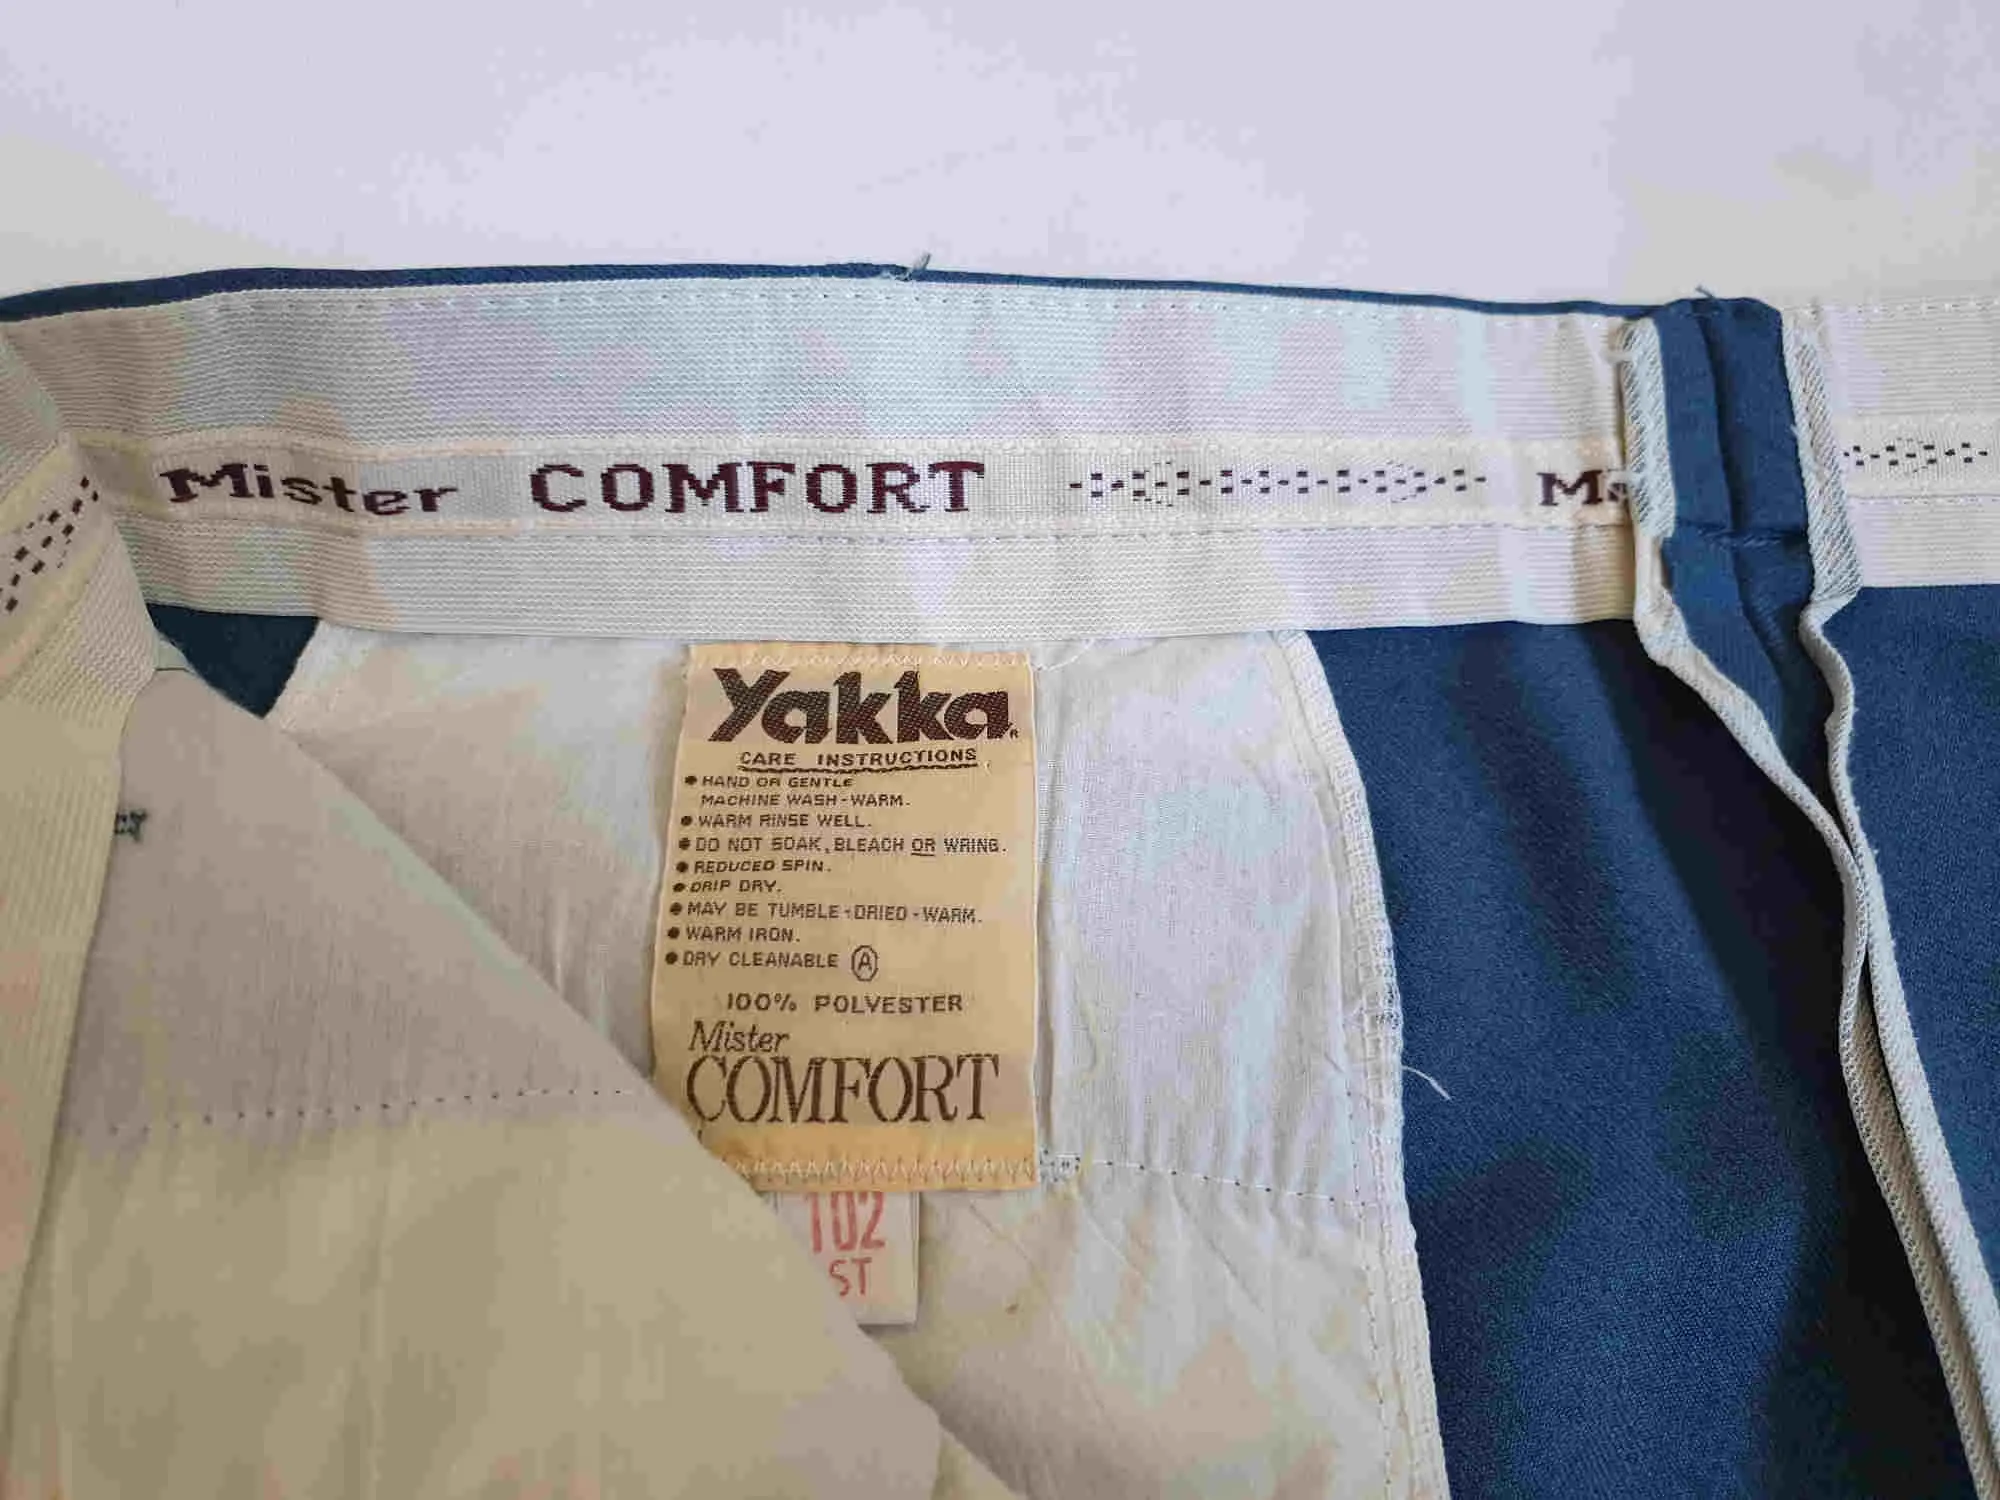 Mister COMFORT
Yakka
R
CARE INSTRUCTIONS
• HAND OR GENTLE
MACHINE WASH-WARM.
• WARM RINSE WELL.
• DO NOT SOAK, BLEACH OR WRING.
• REDUCED SPIN.
• DRIP DRY.
• MAY BE TUMBLE-DRIED-WARM.
• WARM IRON.
• DRY CLEANABLE A
100% POLYESTER
Mister
COMFORT
102
ST